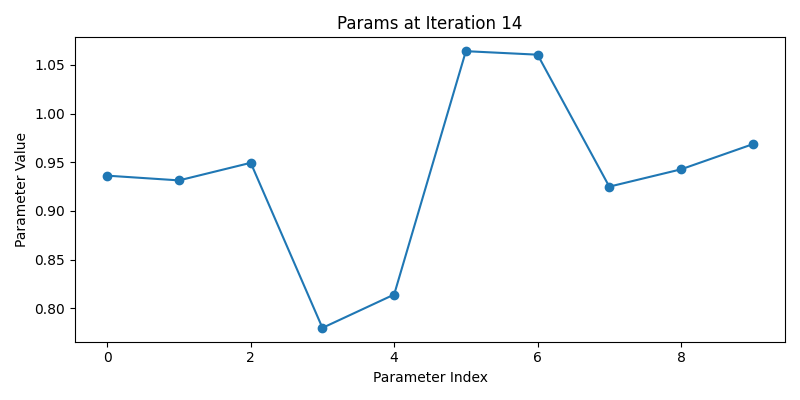 Params at Iteration 14
Parameter Value
1.05
1.00
0.95
0.90
0.85
0.80
0 2 4 6 8
Parameter Index